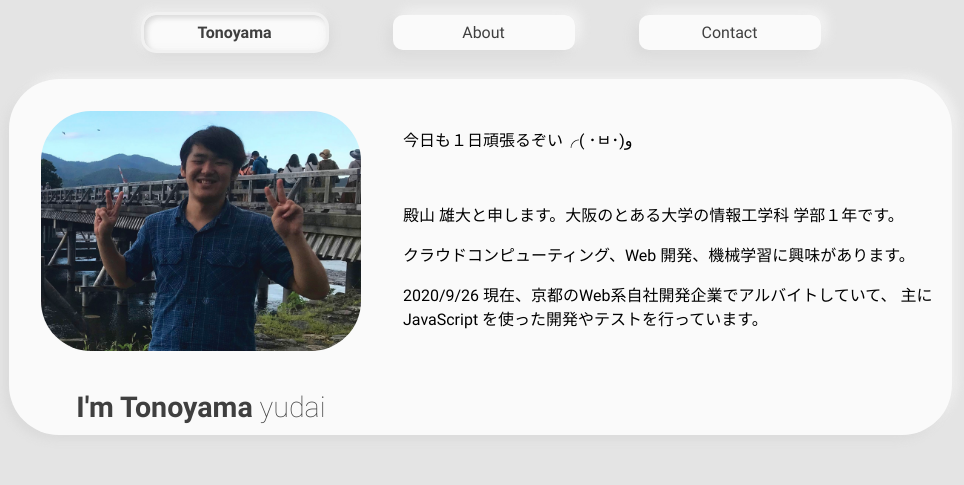 Tonoyama
About
Contact
今日も１日頑張るぞい ╭( ･ㅂ･)و
殿山 雄大と申します。大阪のとある大学の情報工学科 学部１年です。
クラウドコンピューティング、Web 開発、機械学習に興味があります。
2020/9/26 現在、京都のWeb系自社開発企業でアルバイトしていて、 主に
JavaScript を使った開発やテストを行っています。
I'm Tonoyama yudai